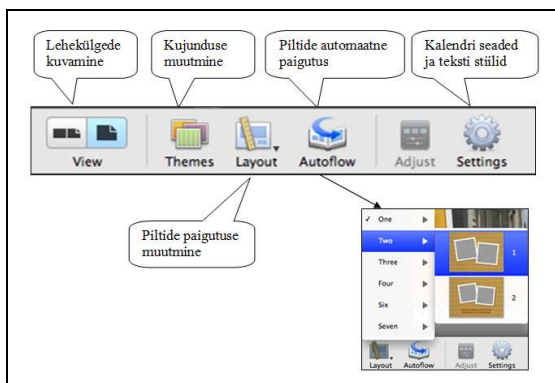 Lehekülgede
kuvamine
Kujunduse
muutmine
Piltide automaatne
paigutus
Kalendri seaded
ja teksti stiilid
View
Themes
Layout
Autoflow
Adjust
Settings
Piltide paigutuse
muutmine
✓ One
Two
Three
Four
Six
Seven
1
2
Layout
Autoflow
Adjust
Settings